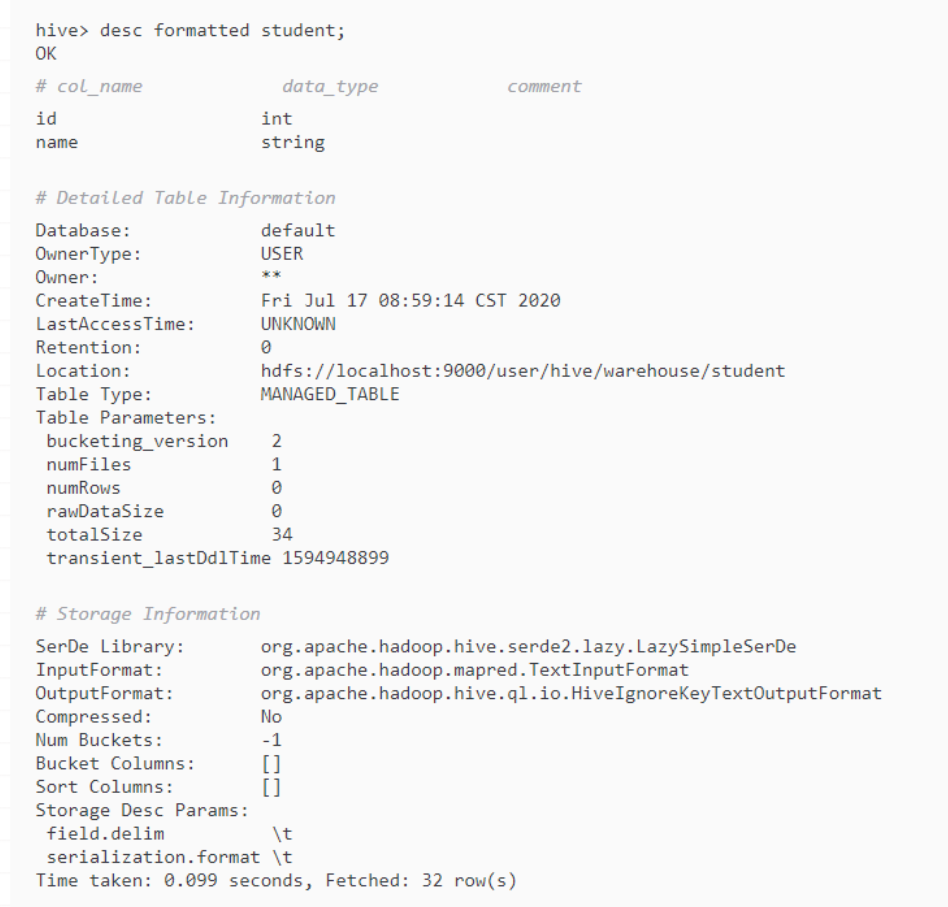 hive> desc formatted student;
OK
# col_name data_type comment
id int
name string
# Detailed Table Information
Database: default
OwnerType: USER
Owner: **
CreateTime: Fri Jul 17 08:59:14 CST 2020
LastAccessTime: UNKNOWN
Retention: 0
Location: hdfs://localhost:9000/user/hive/warehouse/student
Table Type: MANAGED_TABLE
Table Parameters:
bucketing_version 2
numFiles 1
numRows 0
rawDataSize 0
totalSize 34
transient_lastDdlTime 1594948899
# Storage Information
SerDe Library: org.apache.hadoop.hive.serde2.lazy.LazySimpleSerDe
InputFormat: org.apache.hadoop.mapred.TextInputFormat
OutputFormat: org.apache.hadoop.hive.ql.io.HiveIgnoreKeyTextOutputFormat
Compressed: No
Num Buckets: -1
Bucket Columns: []
Sort Columns: []
Storage Desc Params:
field.delim \t
serialization.format \t
Time taken: 0.099 seconds, Fetched: 32 row(s)